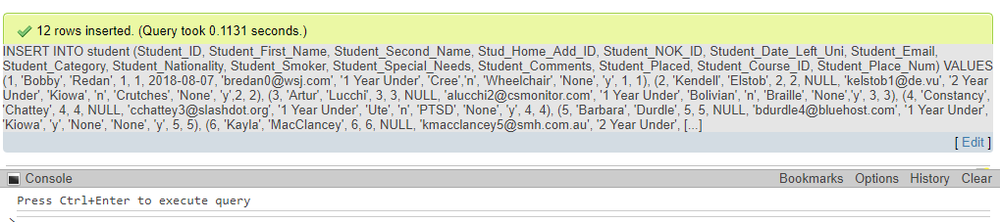 12 rows inserted. (Query took 0.1131 seconds.)
INSERT INTO student (Student_ID, Student_First_Name, Student_Second_Name, Stud_Home_Add_ID, Student_NOK_ID, Student_Date_Left_Uni, Student_Email,
Student_Category, Student_Nationality, Student_Smoker, Student_Special_Needs, Student_Comments, Student_Placed, Student_Course_ID, Student_Place_Num) VALUES
(1, 'Bobby', 'Redan', 1, 1, 2018-08-07, 'bredan0@wsj.com', '1 Year Under', 'Cree','n', 'Wheelchair', 'None', 'y', 1, 1), (2, 'Kendell', 'Elstob', 2, 2, NULL, 'kelstob1@de.vu', '2 Year
Under', 'Kiowa', 'n', 'Crutches', 'None', 'y',2, 2), (3, 'Artur', 'Lucchi', 3, 3, NULL, 'alucchi2@csmonitor.com', '1 Year Under', 'Bolivian', 'n', 'Braille', 'None','y', 3, 3), (4, 'Constancy',
'Chattey', 4, 4, NULL, 'cchattey3@slashdot.org', '1 Year Under', 'Ute', 'n', 'PTSD', 'None', 'y', 4, 4), (5, 'Barbara', 'Durdle', 5, 5, NULL, 'bdurdle4@bluehost.com', '1 Year Under',
'Kiowa', 'y', 'None', 'None', 'y', 5, 5), (6, 'Kayla', 'MacClancey', 6, 6, NULL, 'kmacclancey5@smh.com.au', '2 Year Under', [...]
[ Edit ]
Console Bookmarks Options History Clear
Press Ctrl+Enter to execute query